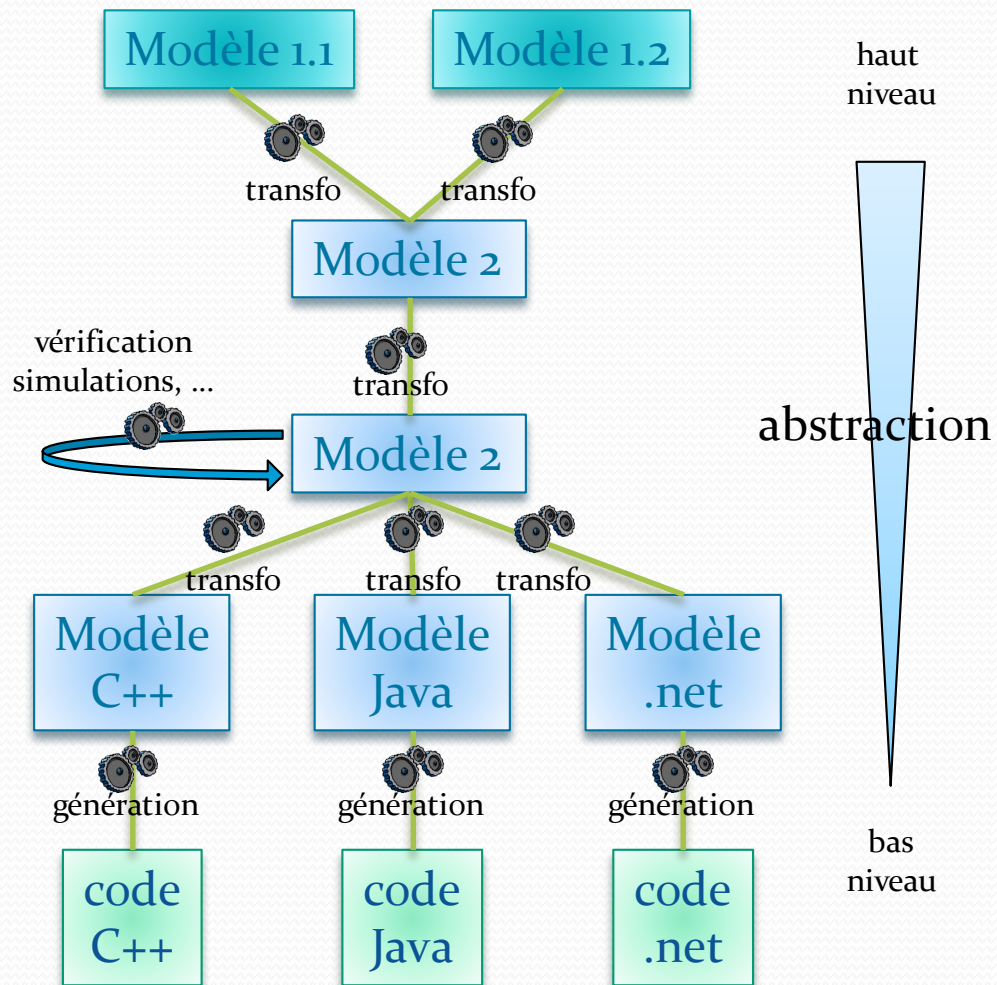 Modèle 1.1
Modèle 1.2
haut
niveau
transfo
transfo
Modèle 2
vérification
simulations, ...
transfo
abstraction
Modèle 2
transfo
transfo
transfo
Modèle
C++
Modèle
Java
Modèle
.net
génération
génération
génération
bas
niveau
code
C++
code
Java
code
.net